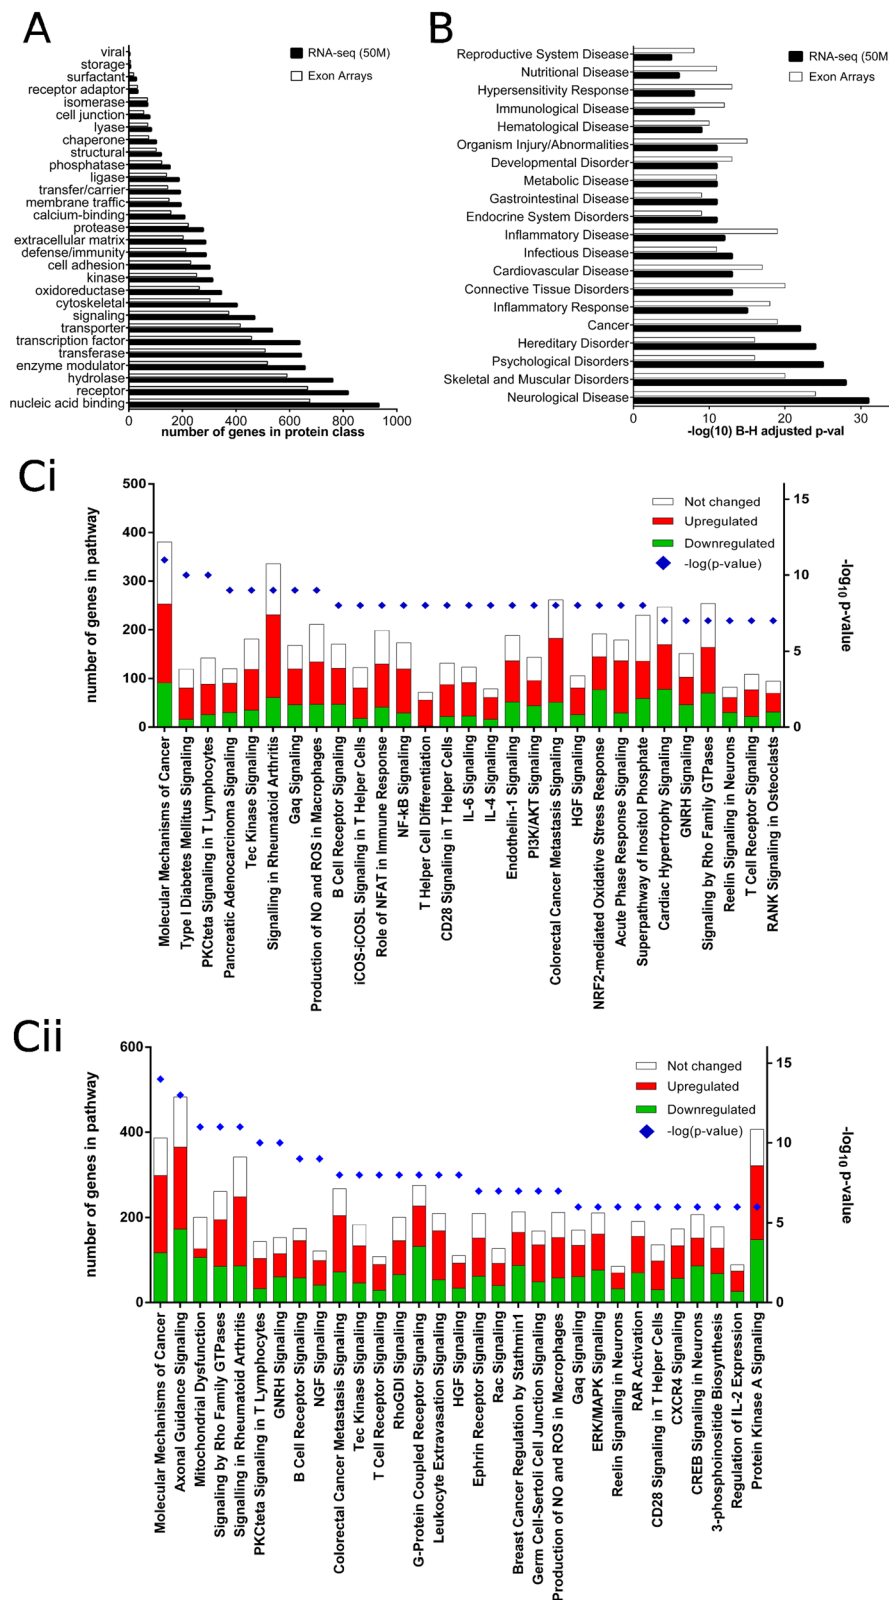 A
RNA-seq (50M)
Exon Arrays
viral
storage
surfactant
receptor adaptor
isomerase
cell junction
lyase
chaperone
structural
phosphatase
ligase
transfer/carrier
membrane traffic
calcium-binding
protease
extracellular matrix
defense/immunity
cell adhesion
kinase
oxidoreductase
cytoskeletal
signaling
transporter
transcription factor
transferase
enzyme modulator
hydrolase
receptor
nucleic acid binding
0 200 400 600 800 1000
number of genes in protein class
B
RNA-seq (50M
Exon Arrays
Reproductive System Disease
Nutritional Disease
Hypersensitivity Response
Immunological Disease
Hematological Disease
Organism Injury/Abnormalities
Developmental Disorder
Metabolic Disease
Gastrointestinal Disease
Endocrine System Disorders
Inflammatory Disease
Infectious Disease
Cardiovascular Disease
Connective Tissue Disorders
Inflammatory Response
Cancer
Hereditary Disorder
Psychological Disorders
Skeletal and Muscular Disorders
Neurological Disease
0 10 20 30
-log(10) B-H adjusted p-val
Ci
number of genes in pathway
500
400
300
200
100
0
Not changed
Upregulated
Downregulated
-log(p-value)
15
10
5
0
-log10 p-value
Molecular Mechanisms of Cancer
Type I Diabetes Mellitus Signaling
PKCteta Signaling in T Lymphocytes
Pancreatic Adenocarcinoma Signaling
Tec Kinase Signaling
Signalling in Rheumatoid Arthritis
Gaq Signaling
Production of NO and ROS in Macrophages
B Cell Receptor Signaling
iCOS-iCOSL Signaling in T Helper Cells
Role of NFAT in Immune Response
NF-kB Signaling
T Helper Cell Differentiation
CD28 Signaling in T Helper Cells
IL-6 Signaling
IL-4 Signaling
Endothelin-1 Signaling
PI3K/AKT Signaling
Colorectal Cancer Metastasis Signaling
HGF Signaling
NRF2-mediated Oxidative Stress Response
Acute Phase Response Signaling
Superpathway of Inositol Phosphate
Cardiac Hypertrophy Signaling
GNRH Signaling
Signaling by Rho Family GTPases
Reelin Signaling in Neurons
T Cell Receptor Signaling
RANK Signaling in Osteoclasts
Cii
number of genes in pathway
600
400
200
0
Not changed
Upregulated
Downregulated
-log(p-value)
15
10
5
0
-log10 p-value
Molecular Mechanisms of Cancer
Axonal Guidance Signaling
Mitochondrial Dysfunction
Signaling by Rho Family GTPases
Signalling in Rheumatoid Arthritis
PKCteta Signaling in T Lymphocytes
GNRH Signaling
B Cell Receptor Signaling
NGF Signaling
Colorectal Cancer Metastasis Signaling
Tec Kinase Signaling
T Cell Receptor Signaling
RhoGDI Signaling
G-Protein Coupled Receptor Signaling
Leukocyte Extravasation Signaling
HGF Signaling
Ephrin Receptor Signaling
Rac Signaling
Breast Cancer Regulation by Stathmin1
Germ Cell-Sertoli Cell Junction Signaling
Production of NO and ROS in Macrophages
Gaq Signaling
ERK/MAPK Signaling
Reelin Signaling in Neurons
RAR Activation
CD28 Signaling in T Helper Cells
CXCR4 Signaling
CREB Signaling in Neurons
3-phosphoinositide Biosynthesis
Regulation of IL-2 Expression
Protein Kinase A Signaling